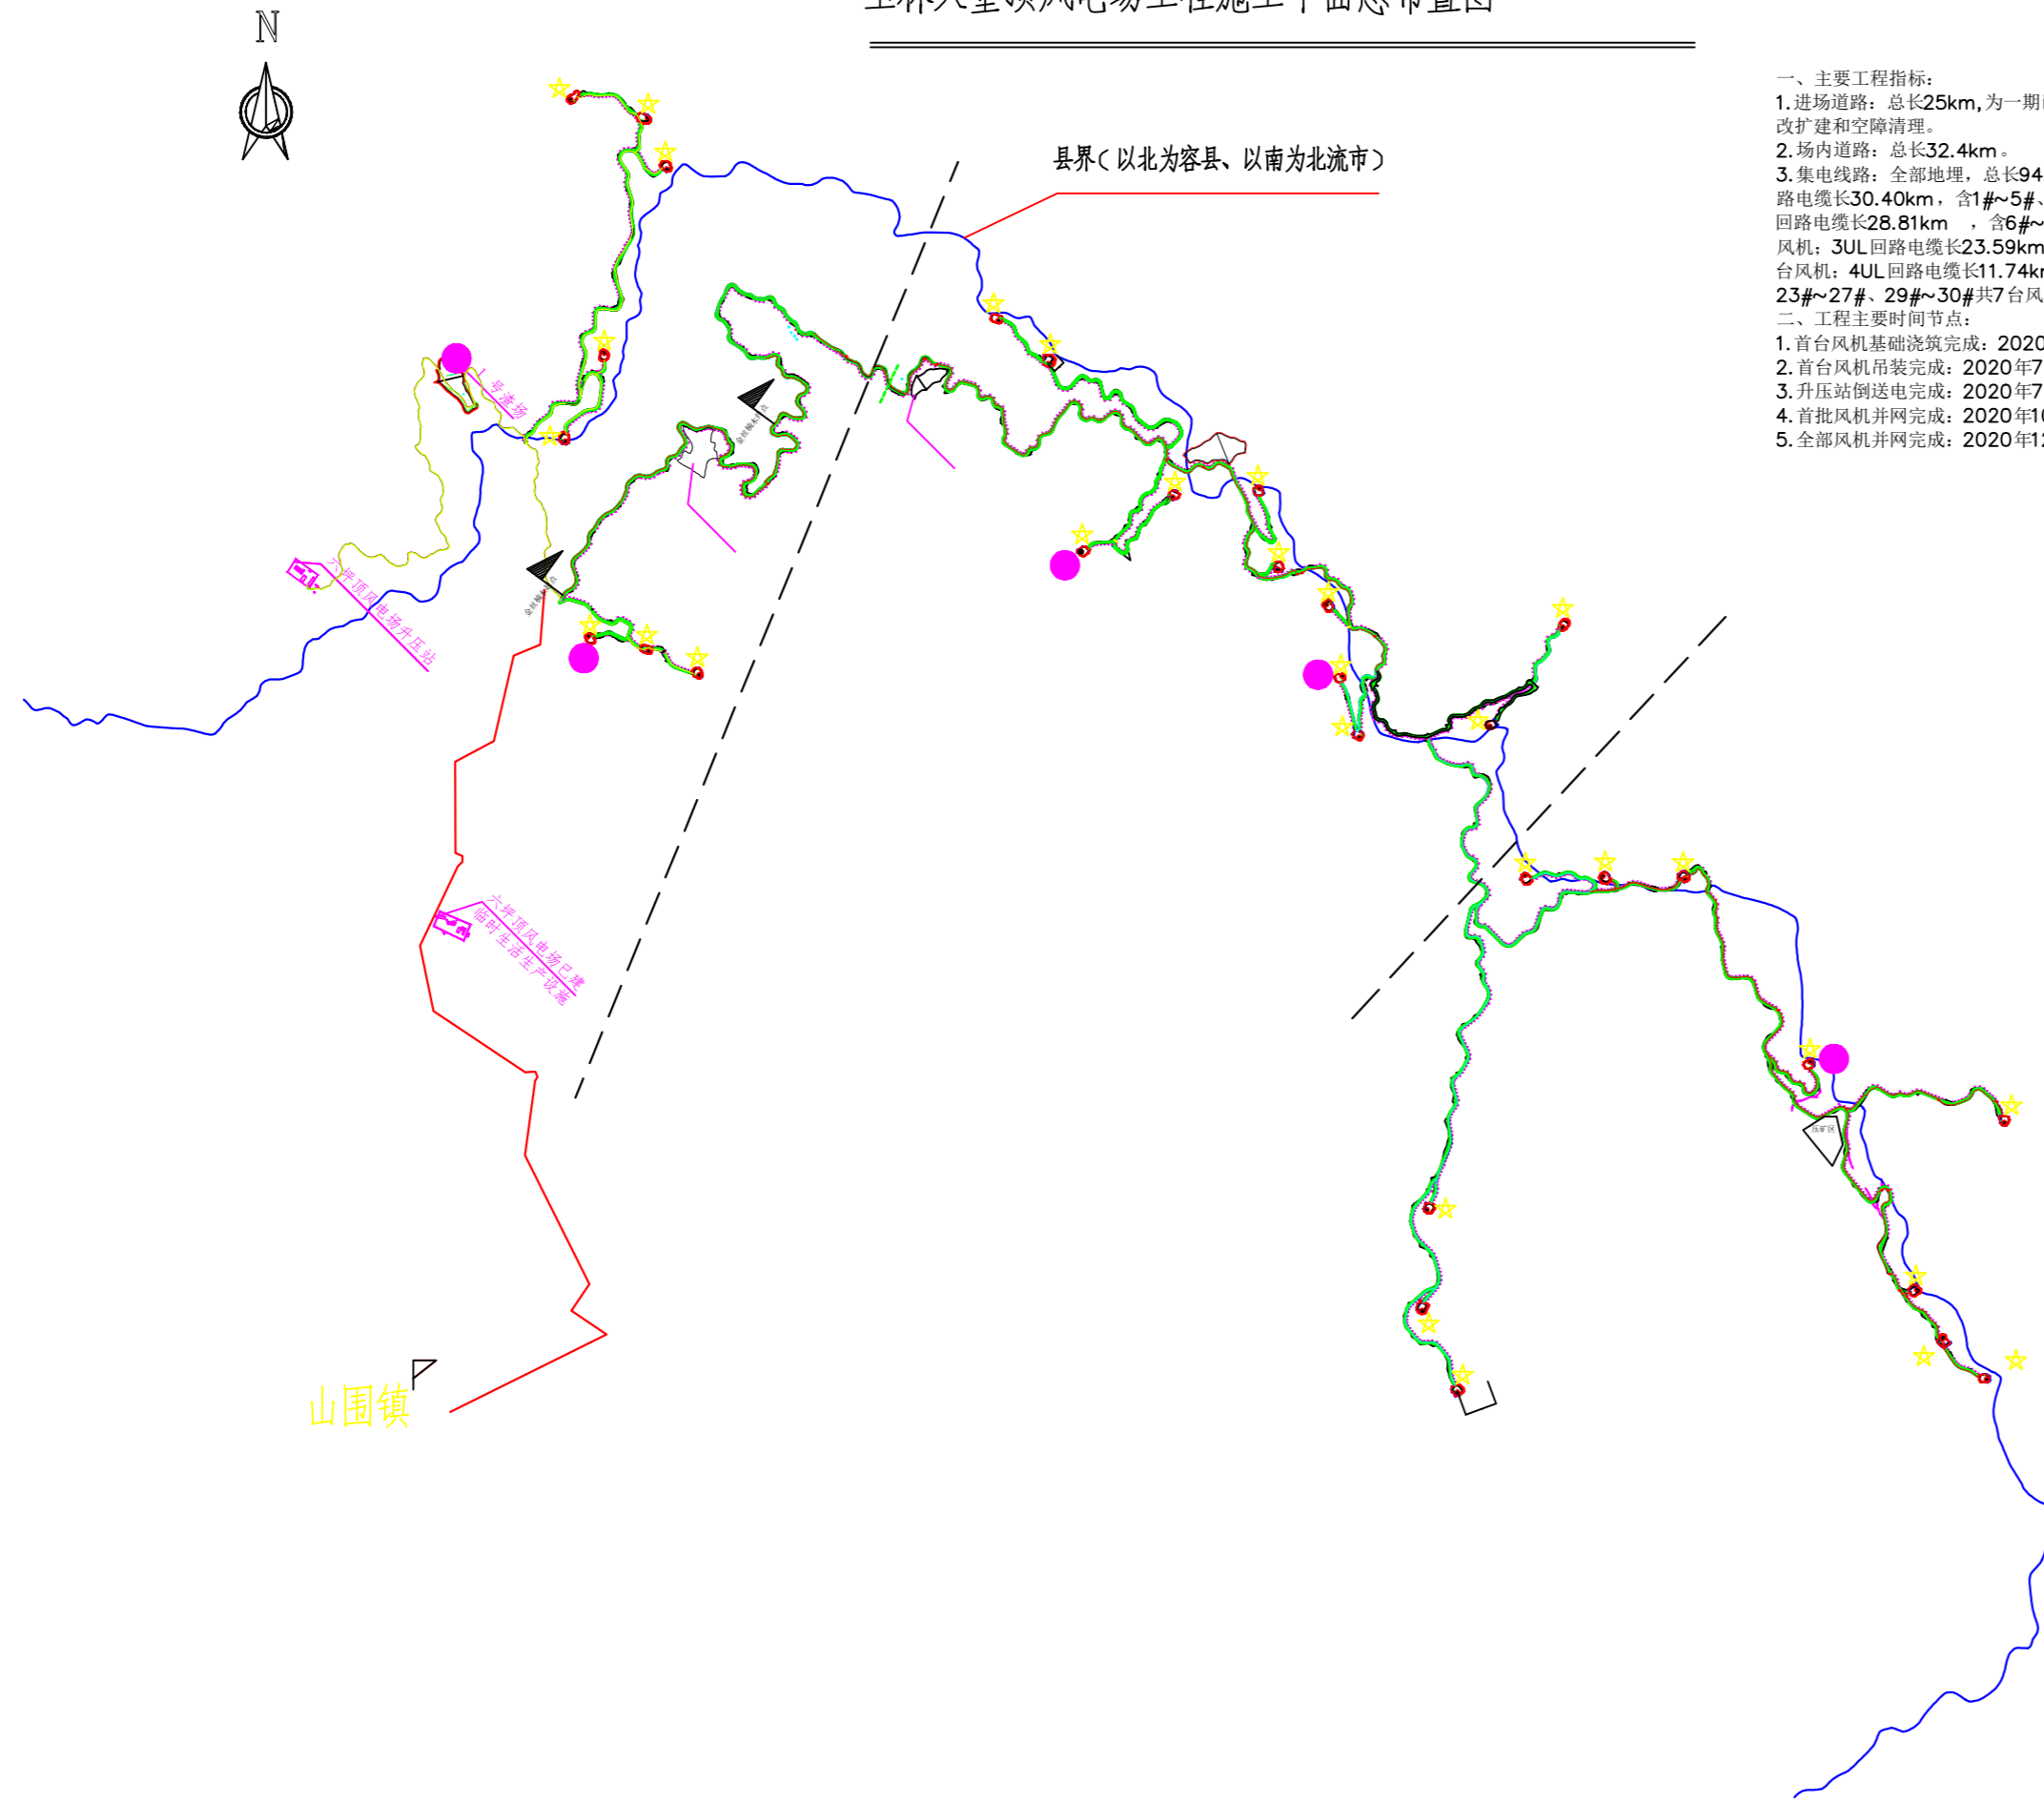 N
一、主要工程指标:
1.进场道路: 总长25km,为一期
改扩建和空障清理。
2.场内道路: 总长32.4km。
3.集电线路: 全部地埋, 总长94
路电缆长30.40km, 含1#~5#、
回路电缆长28.81km , 含6#~
风机; 3UL回路电缆长23.59km
台风机; 4UL回路电缆长11.74km
23#~27#、29#~30#共7台风
二、工程主要时间节点:
1.首台风机基础浇筑完成: 2020
2.首台风机吊装完成: 2020年7
3.升压站倒送电完成: 2020年7
4.首批风机并网完成: 2020年10
5.全部风机并网完成: 2020年12
县界(以北为容县、以南为北流市)
1号渣场
六坪顶风电场升压站
六坪顶风电场已建
临时生活生产设施
压矿区
山围镇